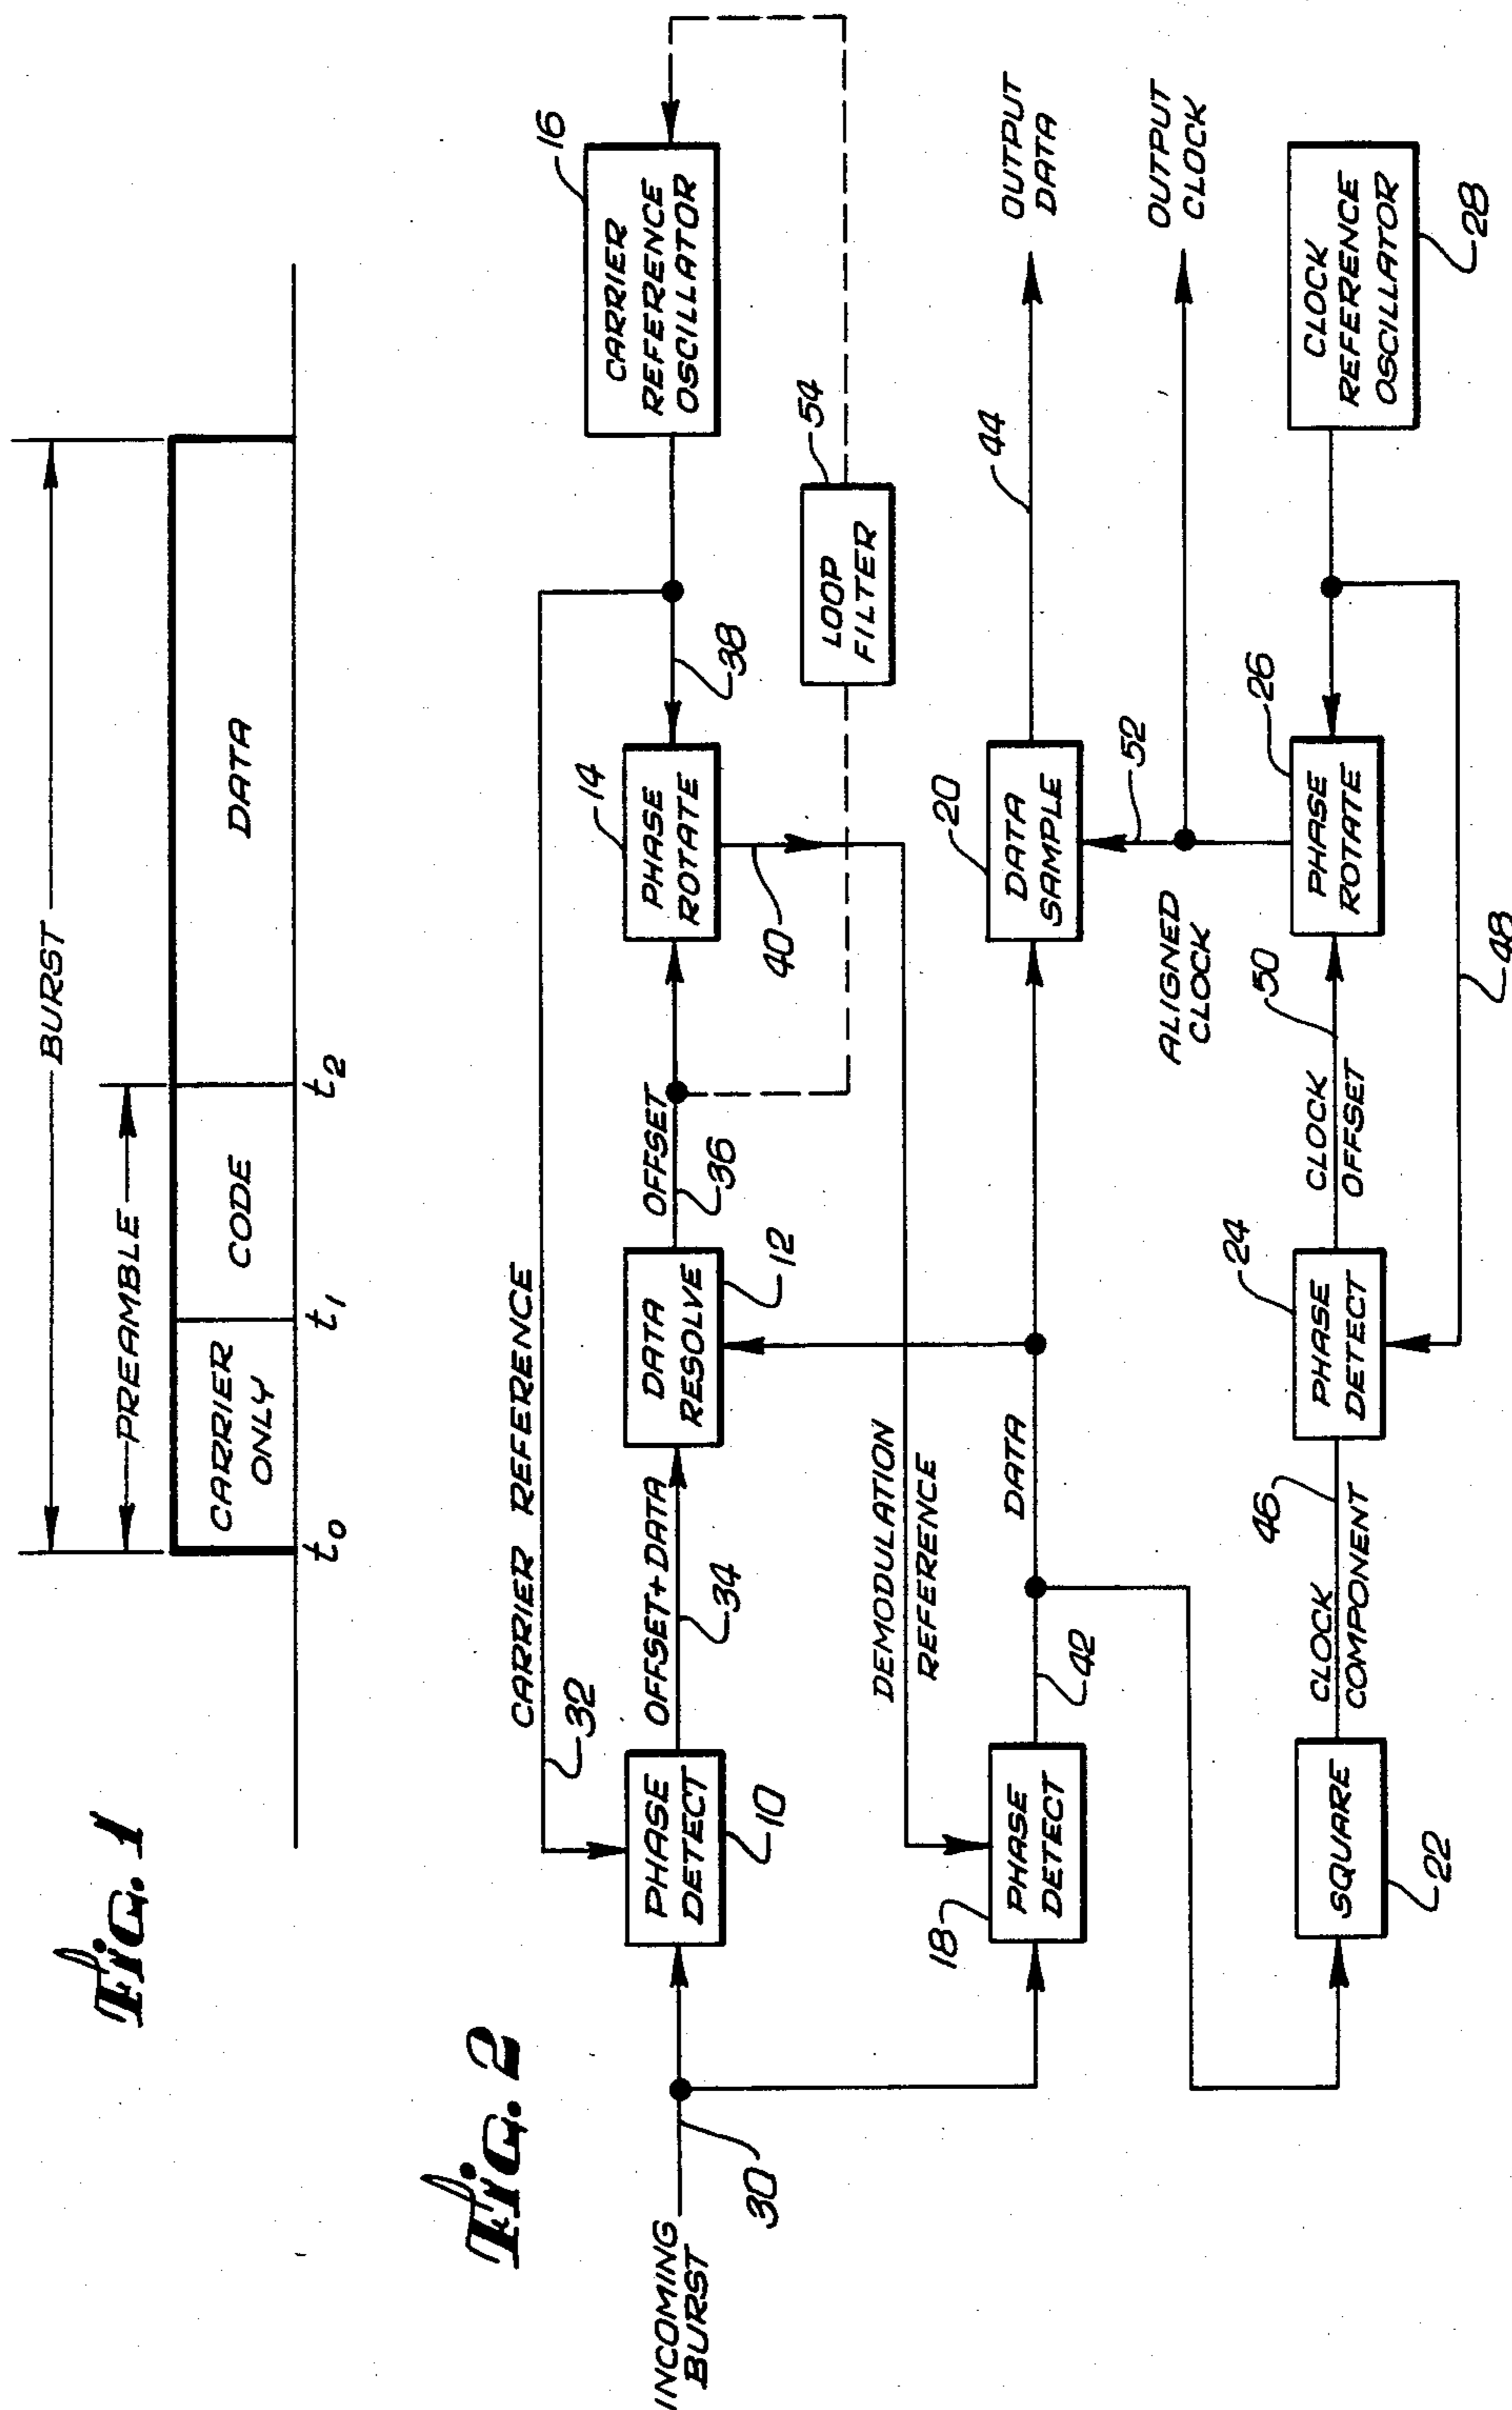 Fig. 1
BURST
PREAMBLE
CARRIER
ONLY
CODE
DATA
t0
t1
t2
Fig. 2
INCOMING
BURST
30
CARRIER REFERENCE
32
PHASE
DETECT
10
OFFSET+DATA
34
DATA
RESOLVE
12
OFFSET
36
PHASE
ROTATE
14
38
CARRIER
REFERENCE
OSCILLATOR
16
40
LOOP
FILTER
54
DEMODULATION
REFERENCE
PHASE
DETECT
18
42
DATA
DATA
SAMPLE
20
44
OUTPUT
DATA
52
ALIGNED
CLOCK
OUTPUT
CLOCK
SQUARE
22
CLOCK
COMPONENT
46
PHASE
DETECT
24
CLOCK
OFFSET
50
PHASE
ROTATE
26
48
CLOCK
REFERENCE
OSCILLATOR
28